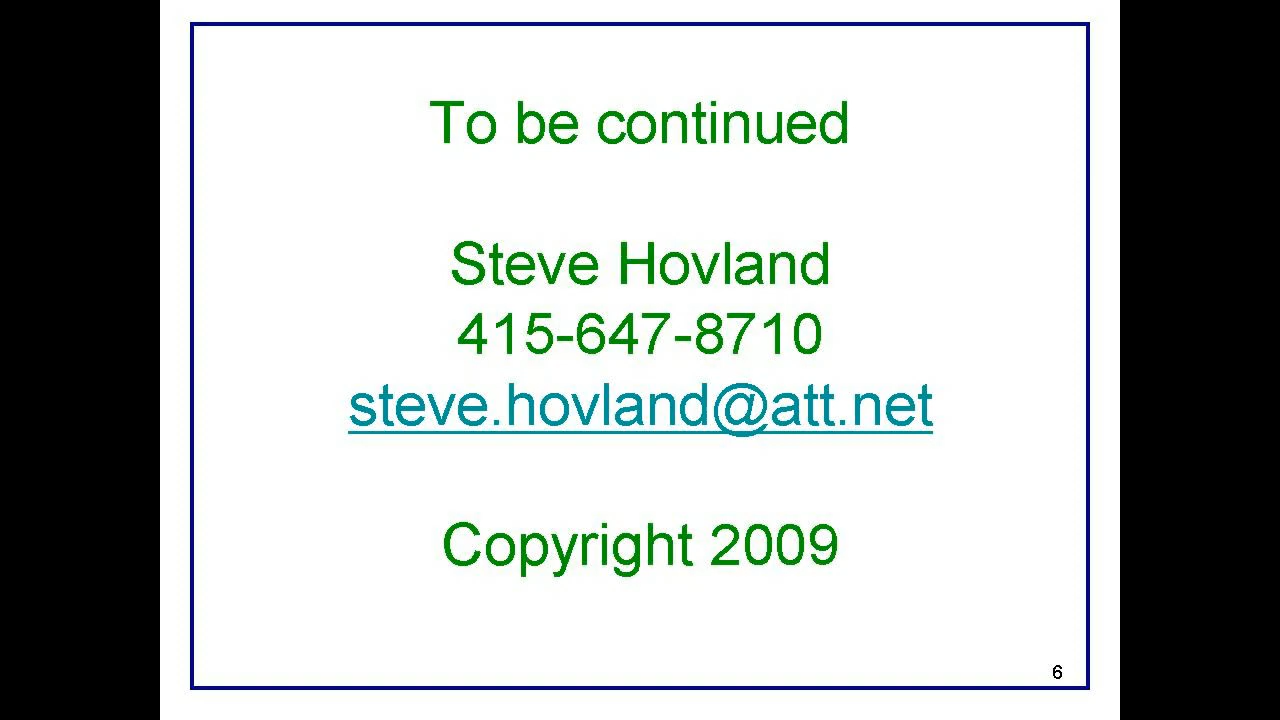 To be continued
Steve Hovland
415-647-8710
steve.hovland@att.net
Copyright 2009
6